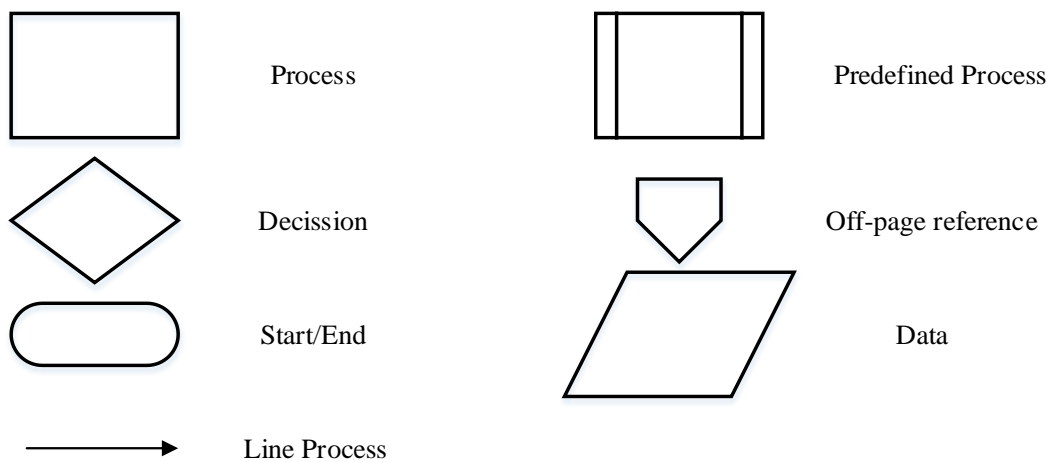 Process
Predefined Process
Decission
Off-page reference
Start/End
Data
Line Process